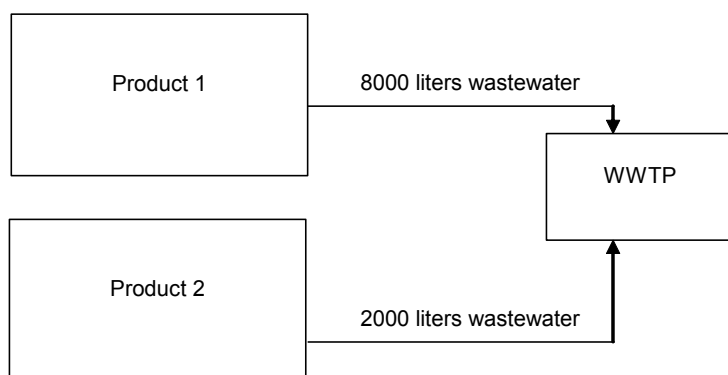 Product 1
8000 liters wastewater
WWTP
Product 2
2000 liters wastewater